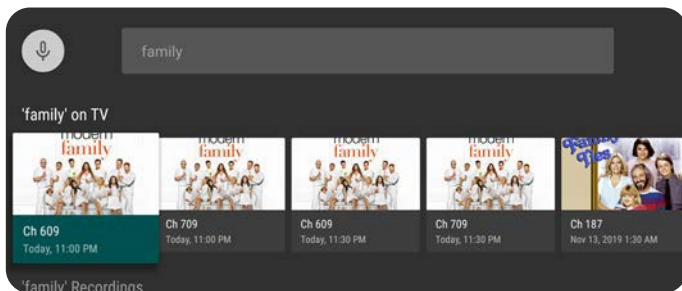 family
'family' on TV
modern
family
Ch 609
Today, 11:00 PM
modern
family
Ch 709
Today, 11:00 PM
modern
family
Ch 609
Today, 11:30 PM
modern
family
Ch 709
Today, 11:30 PM
Family
Ties
Ch 187
Nov 13, 2019 1:30 AM
'family' Recordings